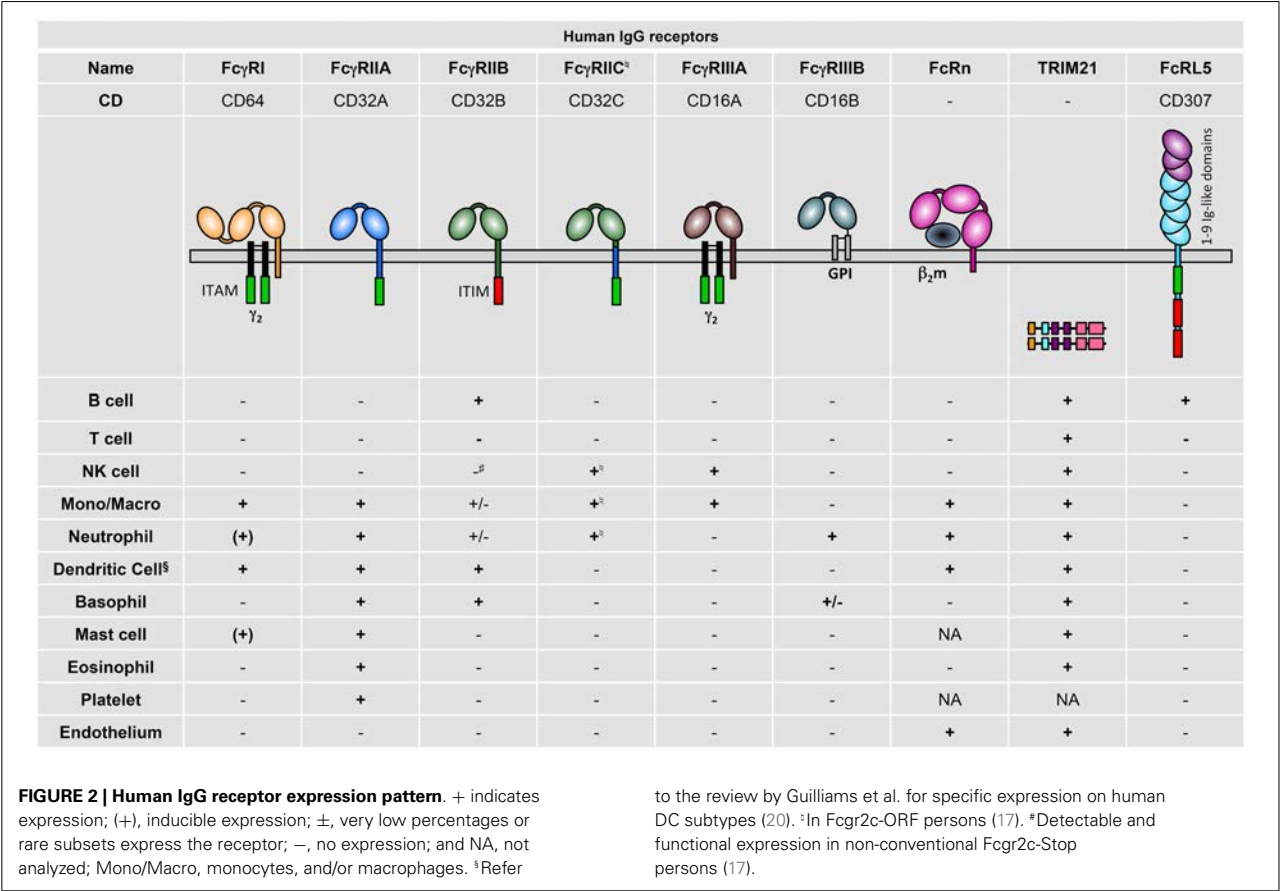 Human IgG receptors
Name FcγRI FcγRIIA FcγRIIB FcγRIIC♮ FcγRIIIA FcγRIIIB FcRn TRIM21 FcRL5
CD CD64 CD32A CD32B CD32C CD16A CD16B - - CD307
1-9 Ig-like domains
ITAM
γ₂
ITIM
γ₂
GPI
β₂m
B cell - - + - - - - + +
T cell - - - - - - - + -
NK cell - - -♯ +♮ + - - + -
Mono/Macro + + +/- +♮ + - + + -
Neutrophil (+) + +/- +♮ - + + + -
Dendritic Cell§ + + + - - - + + -
Basophil - + + - - +/- - + -
Mast cell (+) + - - - - NA + -
Eosinophil - + - - - - - + -
Platelet - + - - - - NA NA -
Endothelium - - - - - - + + -
FIGURE 2 | Human IgG receptor expression pattern. + indicates
expression; (+), inducible expression; ±, very low percentages or
rare subsets express the receptor; −, no expression; and NA, not
analyzed; Mono/Macro, monocytes, and/or macrophages. §Refer
to the review by Guilliams et al. for specific expression on human
DC subtypes (20). ♮In Fcgr2c-ORF persons (17). #Detectable and
functional expression in non-conventional Fcgr2c-Stop
persons (17).